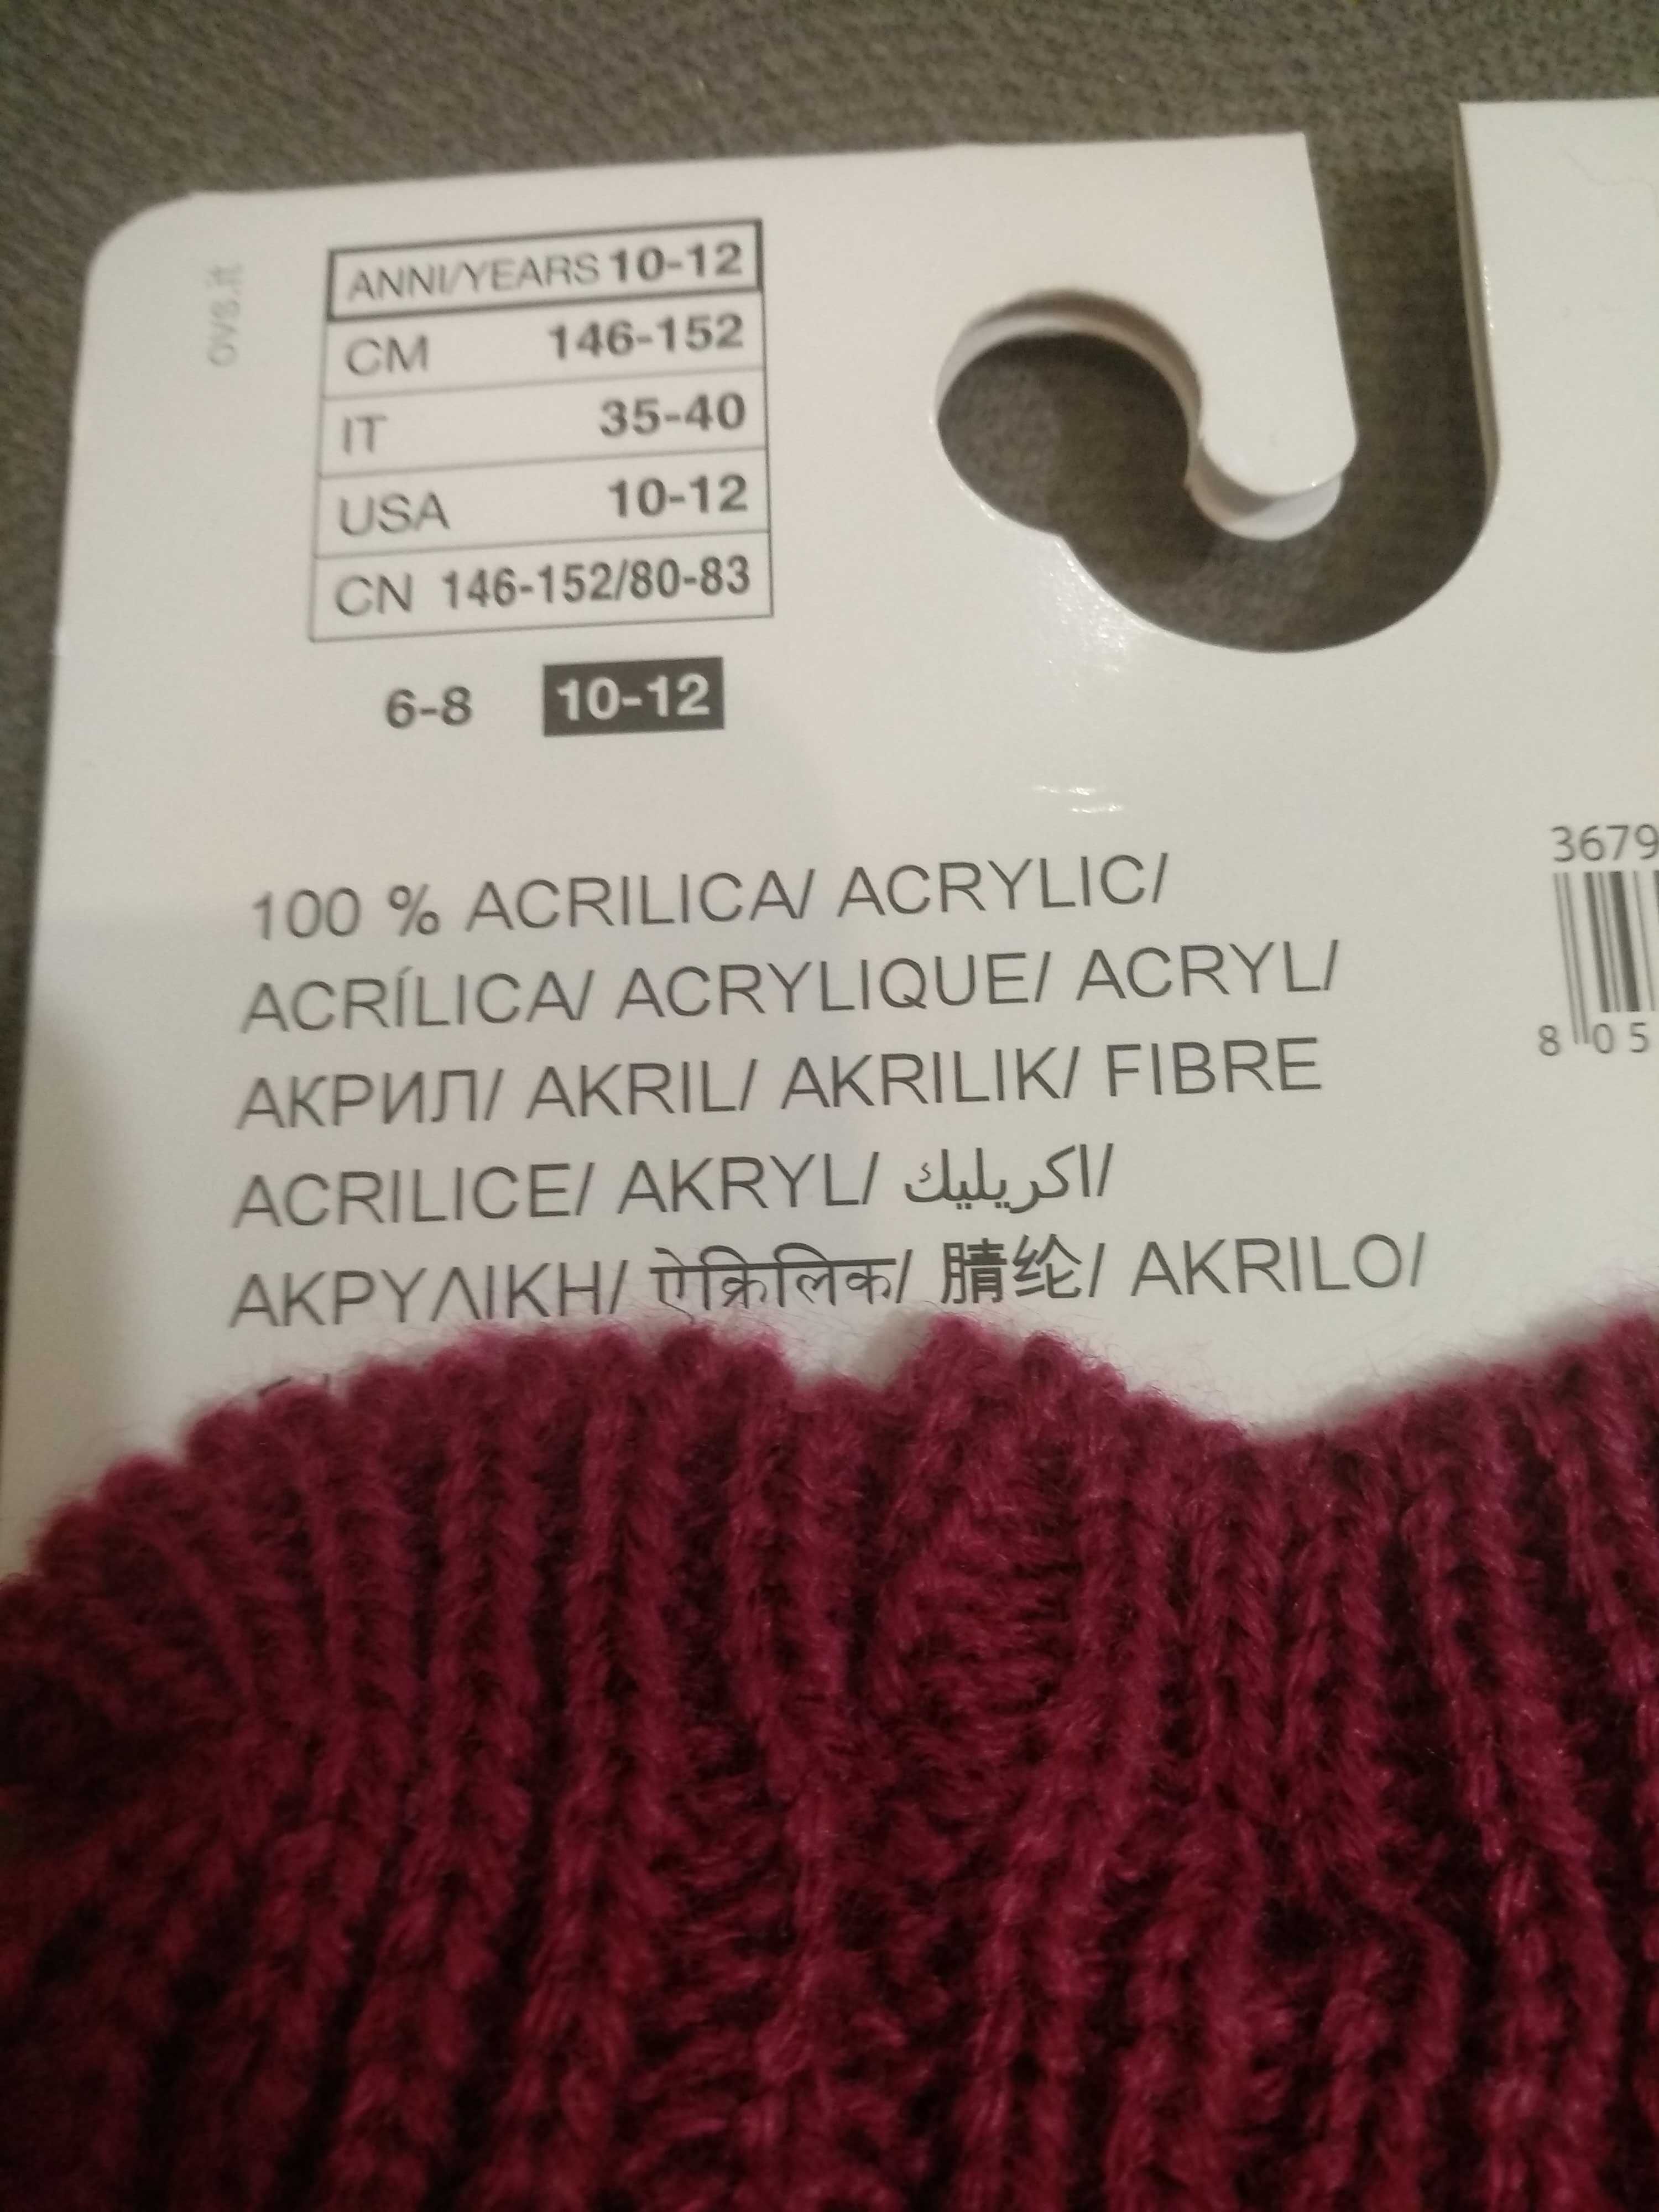 ovs.it
ANNI/YEARS 10-12
CM 146-152
IT 35-40
USA 10-12
CN 146-152/80-83
6-8 10-12
100 % ACRILICA/ ACRYLIC/
ACRÍLICA/ ACRYLIQUE/ ACRYL/
АКРИЛ/ AKRIL/ AKRILIK/ FIBRE
ACRILICE/ AKRYL/ اكريليك/
ΑΚΡΥΛΙΚΗ/ ऐक्रिलिक/ 腈纶/ AKRILO/
3679
8 05